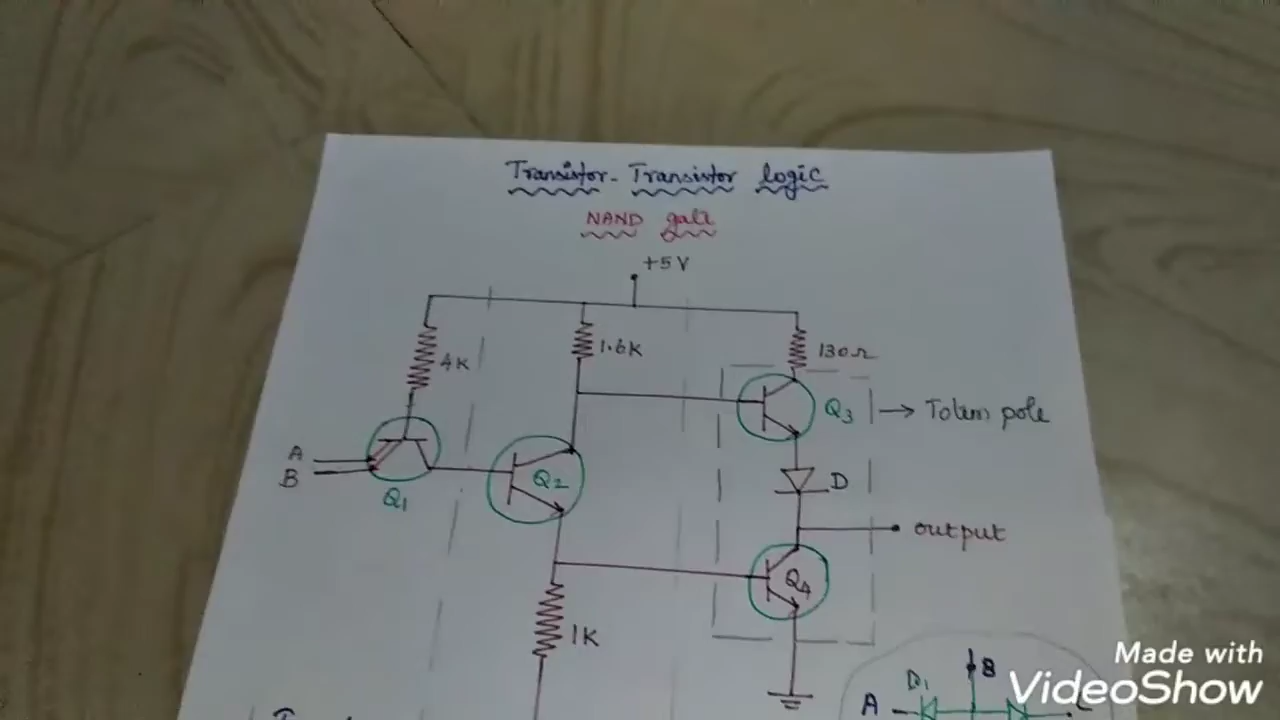 Transistor-Transistor logic
NAND gate
+5V
4K
1.6K
130Ω
Q3
→ Totem pole
A
B
Q1
Q2
D
output
Q4
1K
D1
B
A
Made with
VideoShow